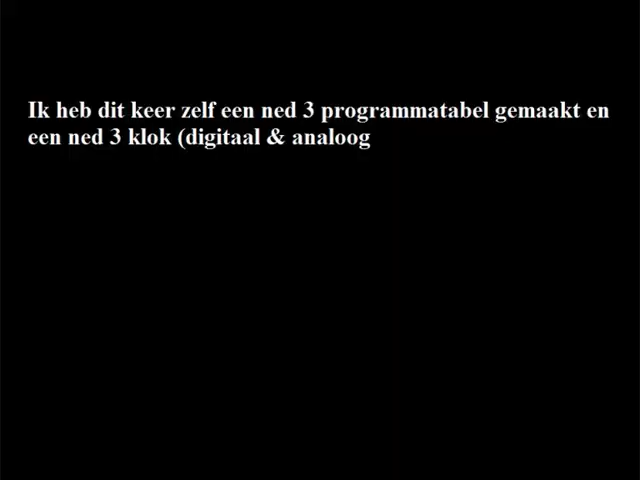 Ik heb dit keer zelf een ned 3 programmatabel gemaakt en
een ned 3 klok (digitaal & analoog